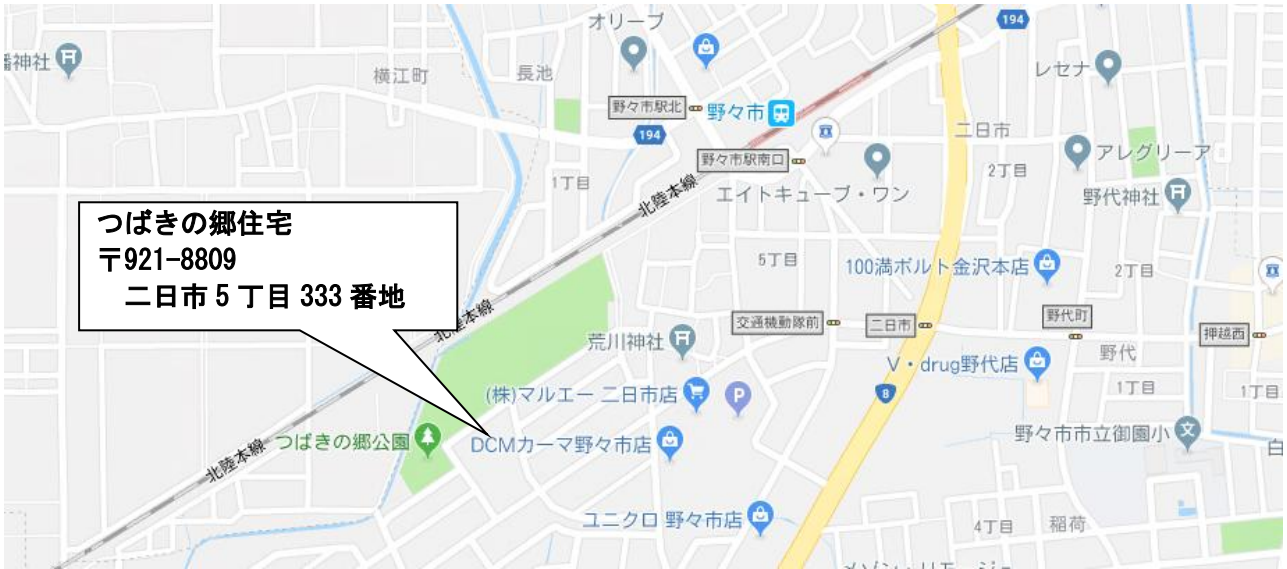 オリーブ
194
番神社
横江町
長池
レセナ
野々市駅北
野々市
194
二日市
野々市駅南口
アレグリーア
1丁目
エイトキューブ・ワン
2丁目
野代神社
北陸本線
つばきの郷住宅
〒921-8809
二日市 5 丁目 333 番地
5丁目
100満ボルト金沢本店
2丁目
北陸本線
交通機動隊前
二日市
野代町
押越西
荒川神社
V・drug野代店
野代
(株)マルエー 二日市店
P
8
1丁目
1丁目
つばきの郷公園
DCMカーマ野々市店
野々市市立御園小
文
白
北陸本線
ユニクロ 野々市店
4丁目
稲荷